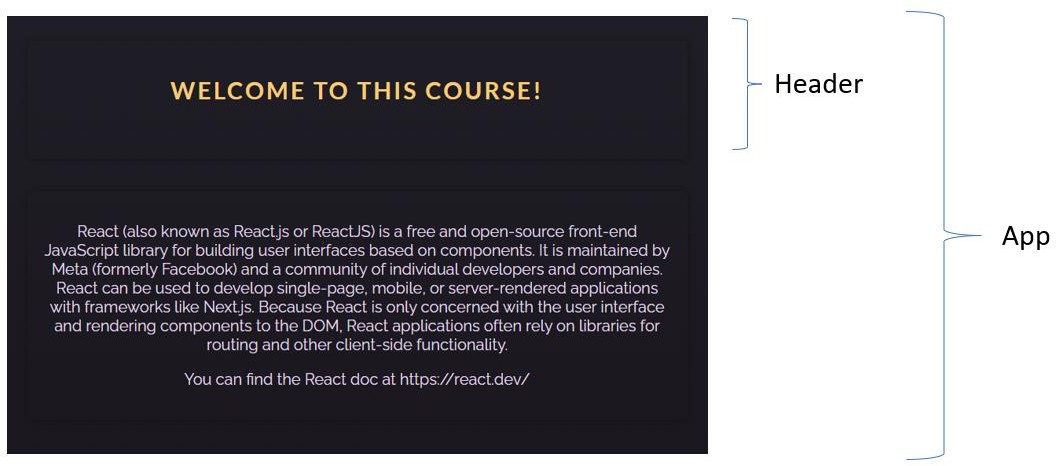 WELCOME TO THIS COURSE!
Header
React (also known as React.js or ReactJS) is a free and open-source front-end
JavaScript library for building user interfaces based on components. It is maintained by
Meta (formerly Facebook) and a community of individual developers and companies.
React can be used to develop single-page, mobile, or server-rendered applications
with frameworks like Next.js. Because React is only concerned with the user interface
and rendering components to the DOM, React applications often rely on libraries for
routing and other client-side functionality.
You can find the React doc at https://react.dev/
App